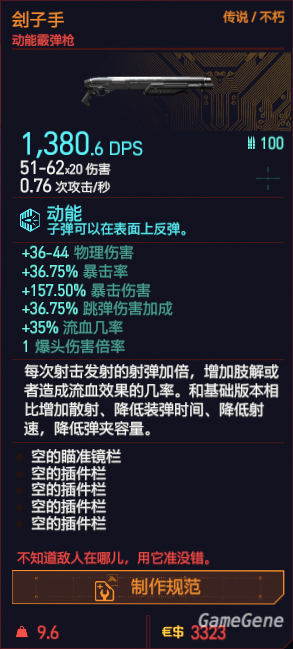 刽子手
传说 / 不朽
动能霰弹枪
1,380.6 DPS
100
51-62x20 伤害
0.76 次攻击/秒
动能
子弹可以在表面上反弹。
+36-44 物理伤害
+36.75% 暴击率
+157.50% 暴击伤害
+36.75% 跳弹伤害加成
+35% 流血几率
1 爆头伤害倍率
每次射击发射的射弹加倍，增加肢解或
者造成流血效果的几率。和基础版本相
比增加散射、降低装弹时间、降低射
速，降低弹夹容量。
空的瞄准镜栏
空的插件栏
空的插件栏
空的插件栏
空的插件栏
不知道敌人在哪儿，用它准没错。
制作规范
9.6
€$ 3323
GameGene